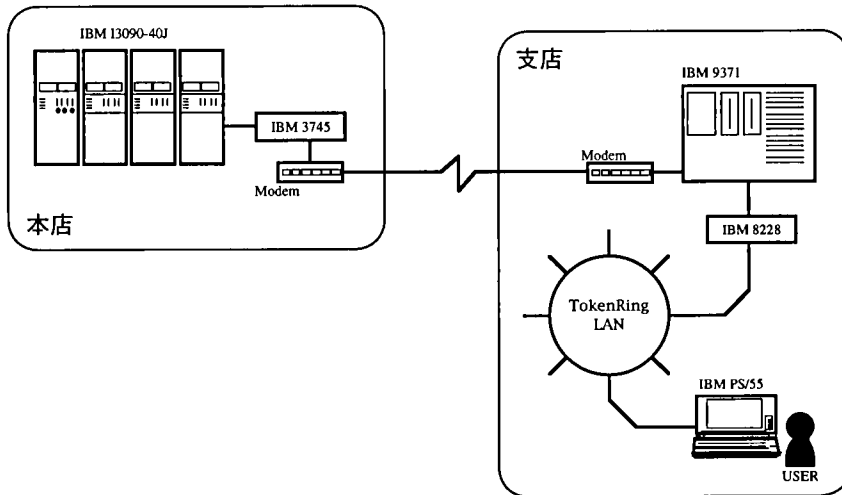 IBM I3090-40J
IBM 3745
Modem
本店
支店
IBM 9371
Modem
IBM 8228
TokenRing
LAN
IBM PS/55
USER